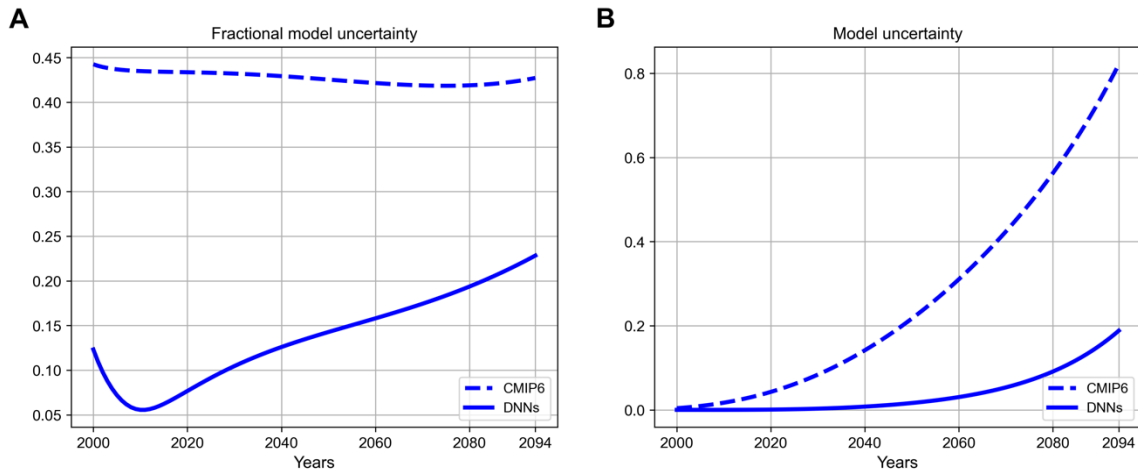 A
Fractional model uncertainty
0.45
0.40
0.35
0.30
0.25
0.20
0.15
0.10
0.05
CMIP6
DNNs
2000 2020 2040 2060 2080 2094
Years
B
Model uncertainty
0.8
0.6
0.4
0.2
0.0
CMIP6
DNNs
2000 2020 2040 2060 2080 2094
Years